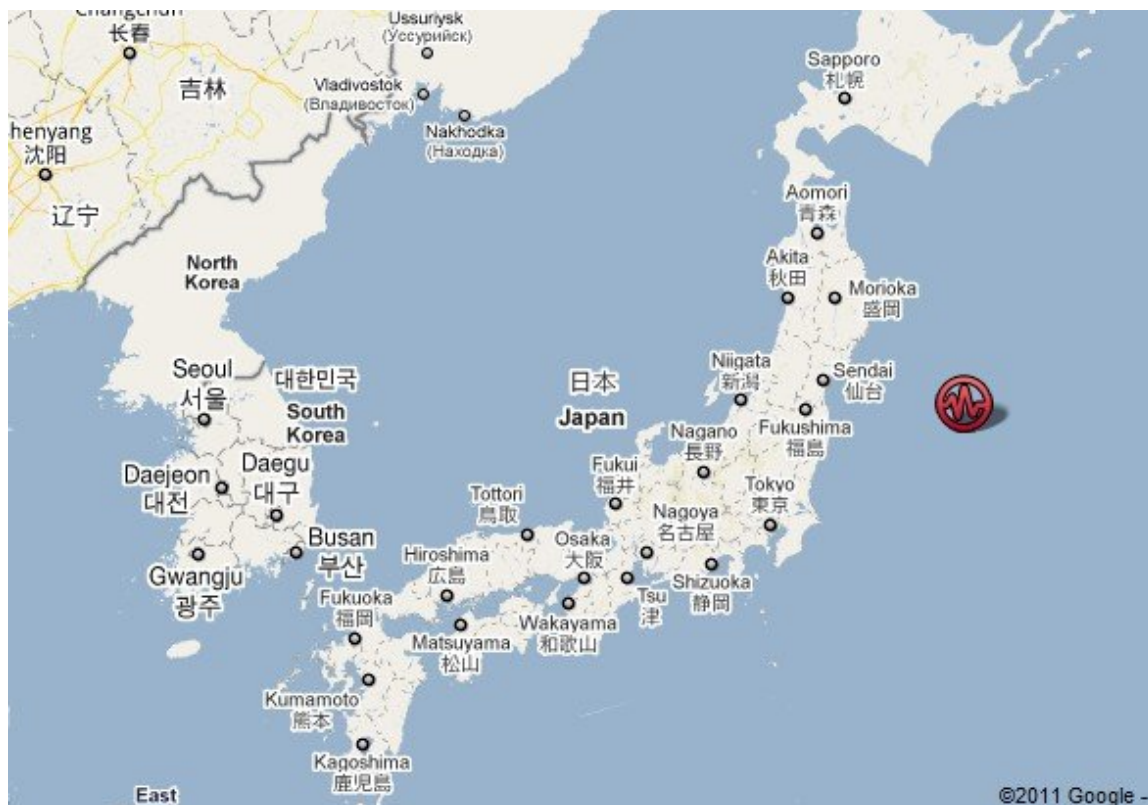 Changchun
长春
吉林
Shenyang
沈阳
辽宁
Ussuriysk
(Уссурийск)
Vladivostok
(Владивосток)
Nakhodka
(Находка)
Sapporo
札幌
Aomori
青森
Akita
秋田
Morioka
盛岡
North
Korea
Seoul
서울
대한민국
South
Korea
日本
Japan
Niigata
新潟
Sendai
仙台
Fukushima
福島
Nagano
長野
Daejeon
대전
Daegu
대구
Fukui
福井
Tokyo
東京
Tottori
鳥取
Nagoya
名古屋
Osaka
大阪
Busan
부산
Gwangju
광주
Hiroshima
広島
Shizuoka
静岡
Tsu
津
Fukuoka
福岡
Wakayama
和歌山
Matsuyama
松山
Kumamoto
熊本
Kagoshima
鹿児島
East
©2011 Google -